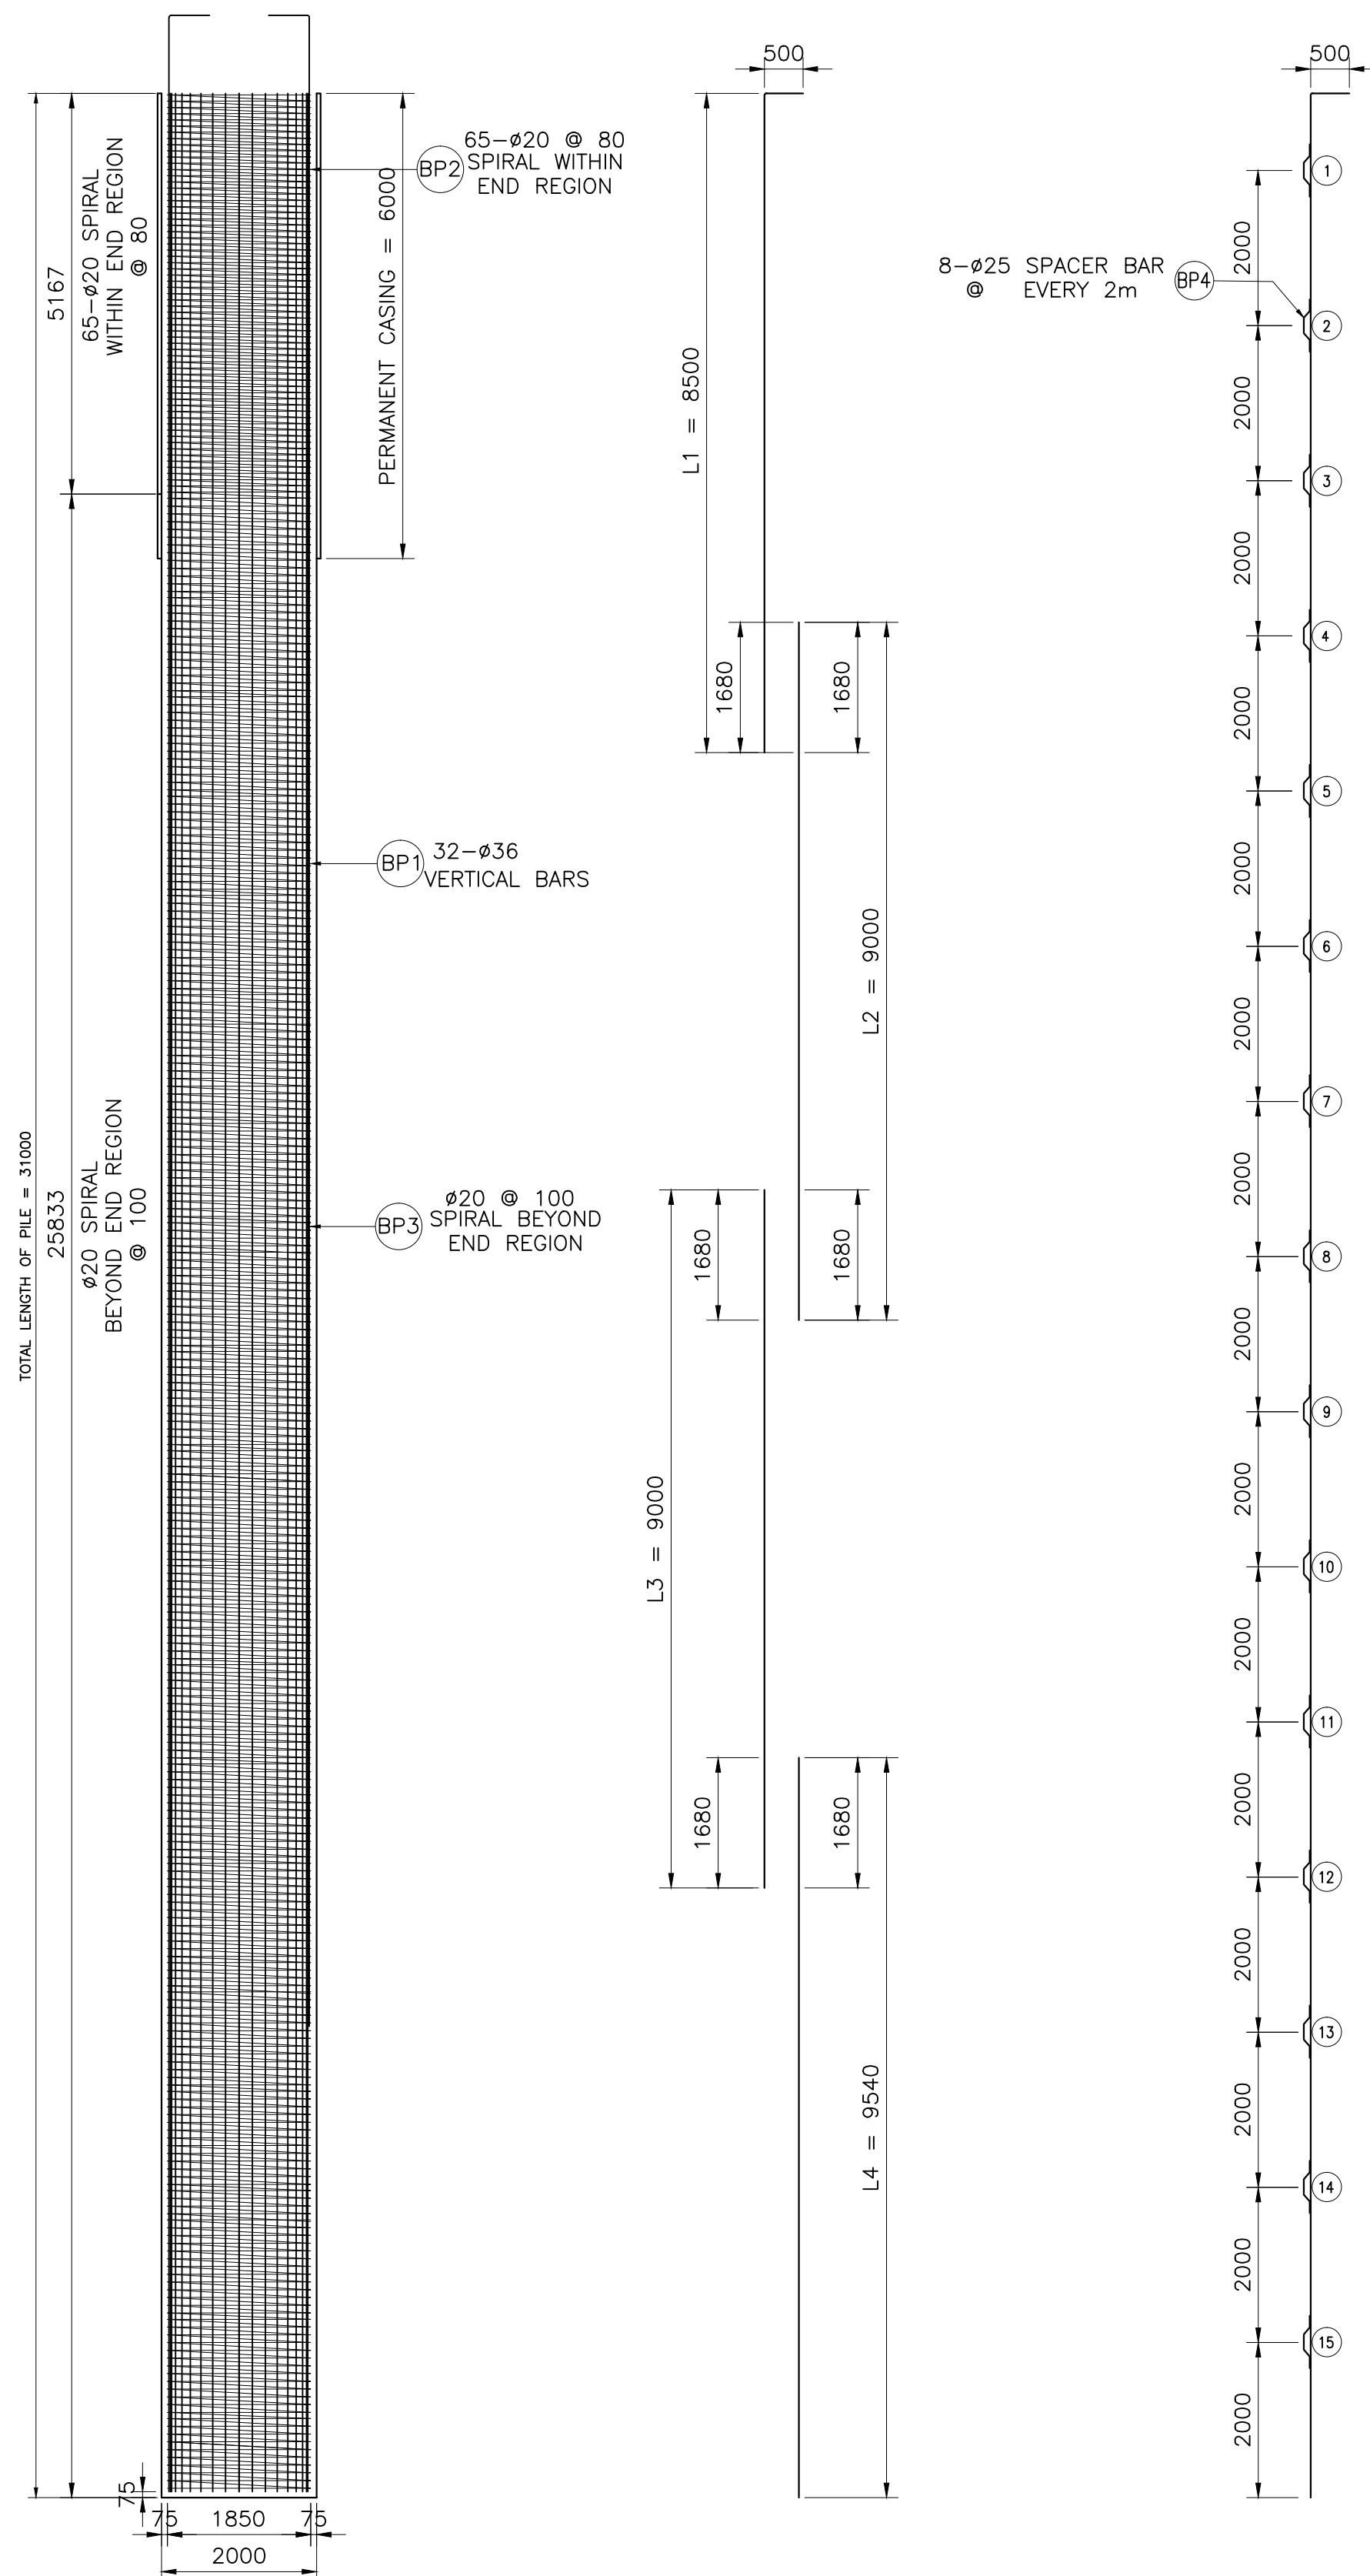 TOTAL LENGTH OF PILE = 31000
5167
65-ø20 SPIRAL
WITHIN END REGION
@ 80
25833
ø20 SPIRAL
BEYOND END REGION
@ 100
PERMANENT CASING = 6000
BP2
65-ø20 @ 80
SPIRAL WITHIN
END REGION
BP1
32-ø36
VERTICAL BARS
BP3
ø20 @ 100
SPIRAL BEYOND
END REGION
75
75
1850
75
2000
500
L1 = 8500
1680
1680
L2 = 9000
1680
1680
L3 = 9000
1680
1680
L4 = 9540
500
8-ø25 SPACER BAR
@ EVERY 2m
BP4
1
2000
2
2000
3
2000
4
2000
5
2000
6
2000
7
2000
8
2000
9
2000
10
2000
11
2000
12
2000
13
2000
14
2000
15
2000